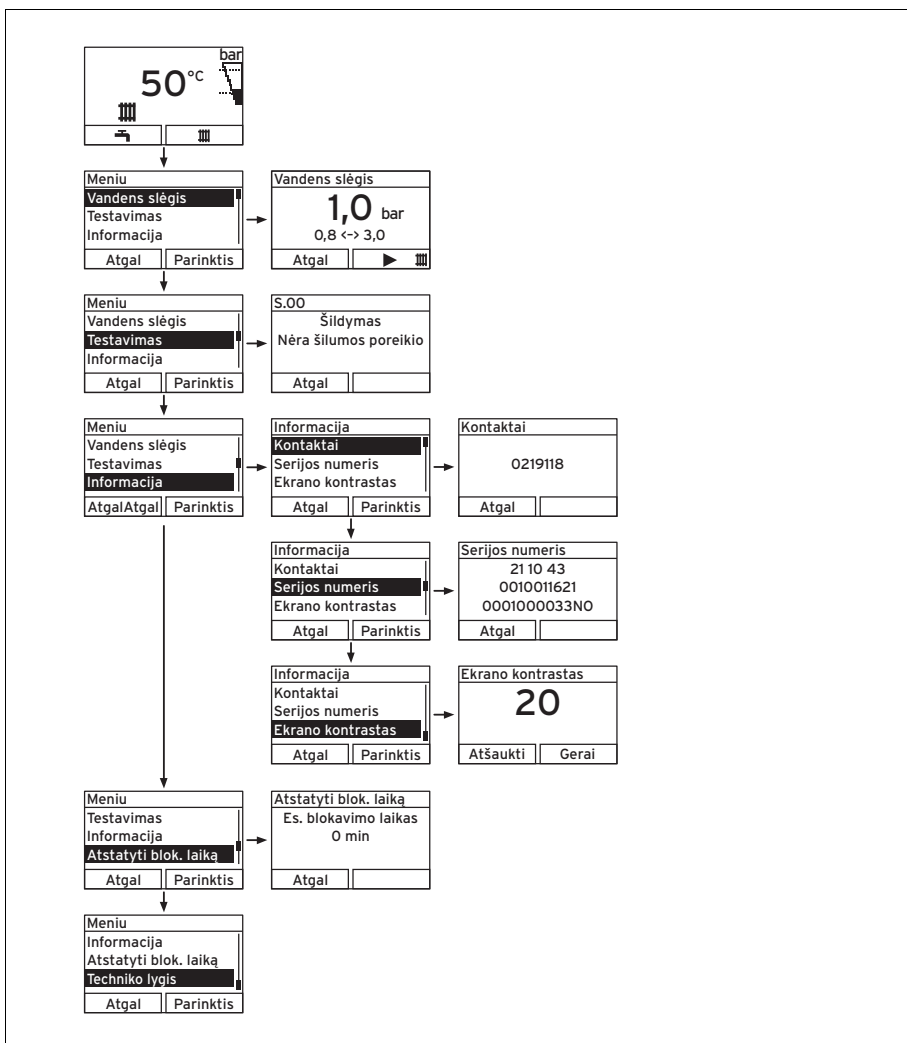 bar
50°C
Meniu
Vandens slėgis
Testavimas
Informacija
Atgal Parinktis
Vandens slėgis
1,0 bar
0,8 <-> 3,0
Atgal
Meniu
Vandens slėgis
Testavimas
Informacija
Atgal Parinktis
S.00
Šildymas
Nėra šilumos poreikio
Atgal
Meniu
Vandens slėgis
Testavimas
Informacija
AtgalAtgal Parinktis
Informacija
Kontaktai
Serijos numeris
Ekrano kontrastas
Atgal Parinktis
Kontaktai
0219118
Atgal
Informacija
Kontaktai
Serijos numeris
Ekrano kontrastas
Atgal Parinktis
Serijos numeris
21 10 43
0010011621
0001000033N0
Atgal
Informacija
Kontaktai
Serijos numeris
Ekrano kontrastas
Atgal Parinktis
Ekrano kontrastas
20
Atšaukti Gerai
Meniu
Testavimas
Informacija
Atstatyti blok. laiką
Atgal Parinktis
Atstatyti blok. laiką
Es. blokavimo laikas
0 min
Atgal
Meniu
Informacija
Atstatyti blok. laiką
Techniko lygis
Atgal Parinktis